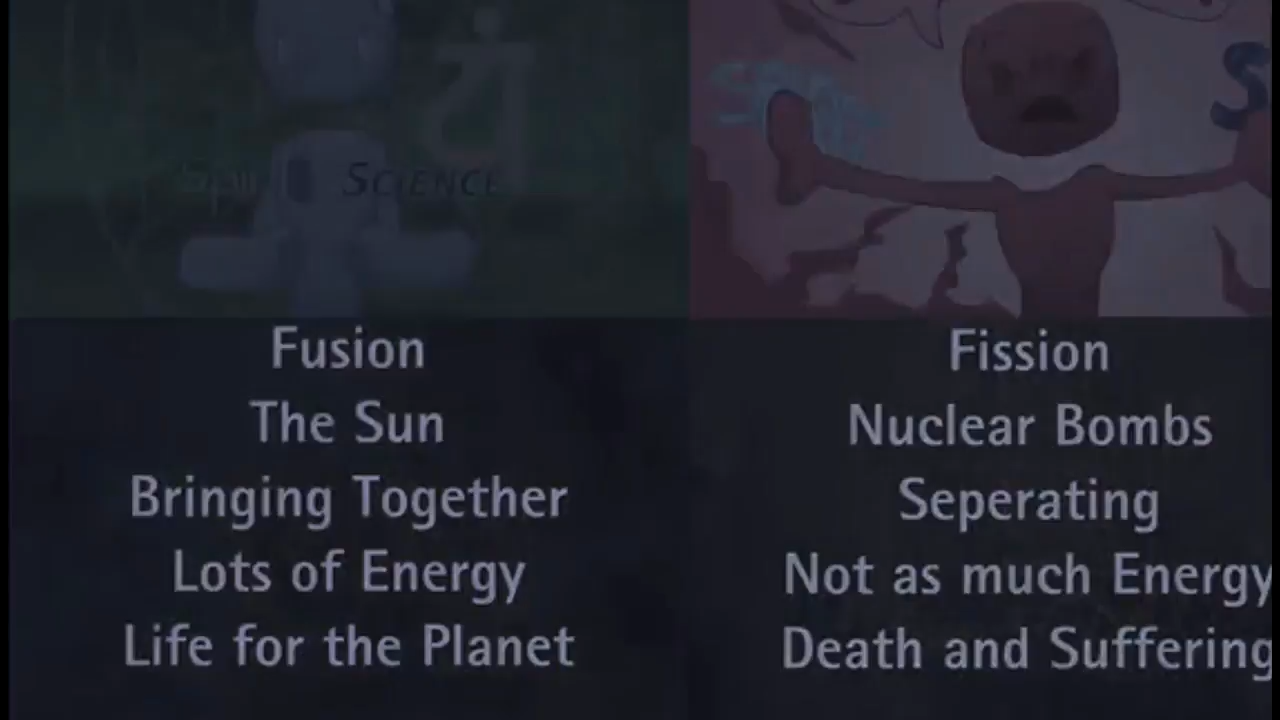 SCIENCE
Fusion
The Sun
Bringing Together
Lots of Energy
Life for the Planet
Fission
Nuclear Bombs
Seperating
Not as much Energy
Death and Suffering